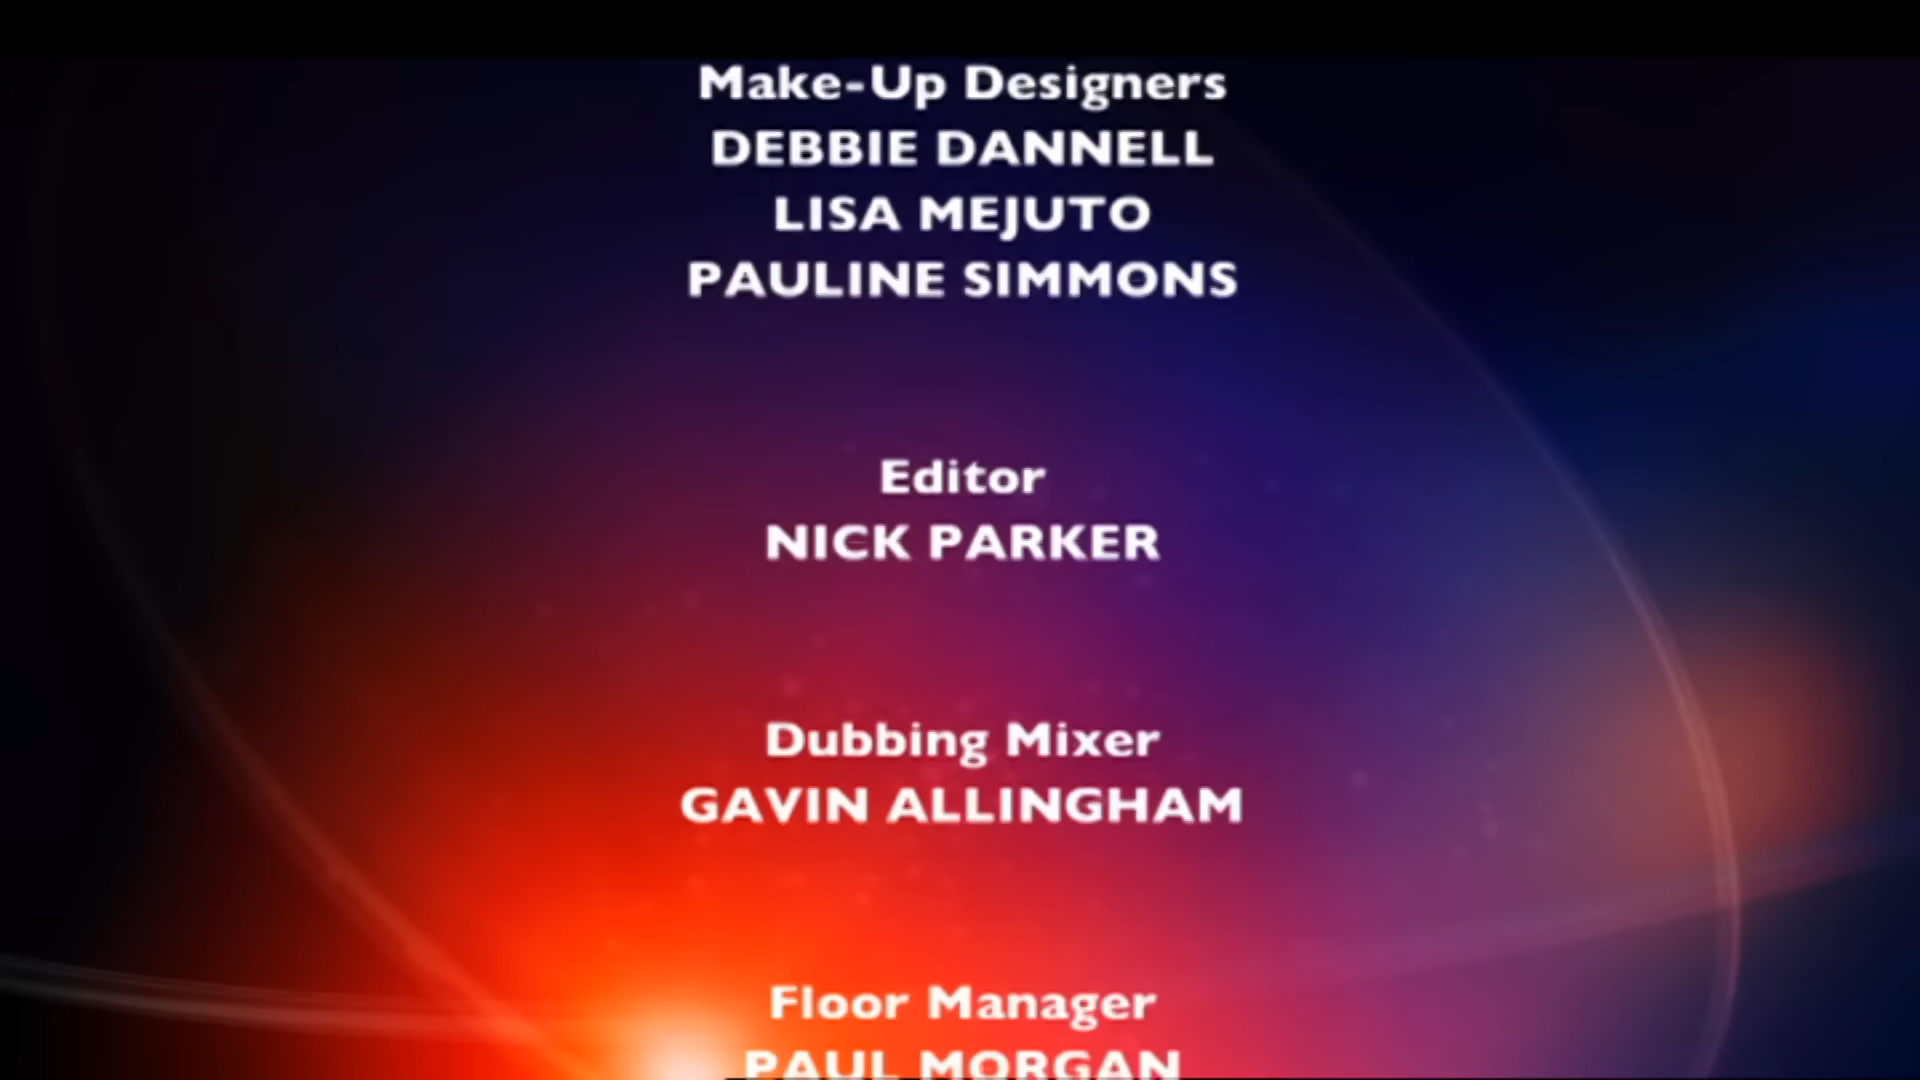 Make-Up Designers
DEBBIE DANNELL
LISA MEJUTO
PAULINE SIMMONS
Editor
NICK PARKER
Dubbing Mixer
GAVIN ALLINGHAM
Floor Manager
PAUL MORGAN